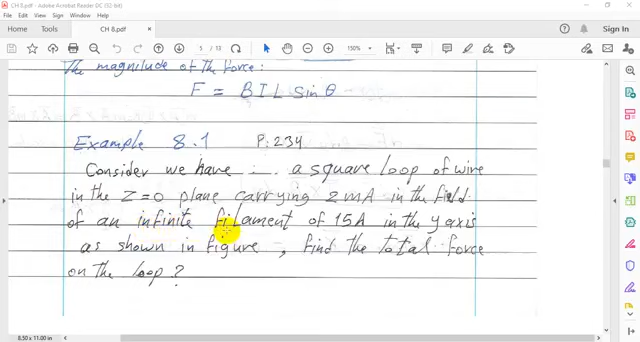 CH 8.pdf - Adobe Acrobat Reader DC (32-bit)
File Edit View Sign Window Help
Home Tools CH 8.pdf × Sign In
5 / 13 150%
The magnitude of the Force:
F = B I L sin θ
Example 8.1 P: 234
Consider we have ... a square loop of wire
in the Z=0 plane carrying 2mA in the field
of an infinite filament of 15A in the y axis
as shown in figure , find the total force
on the loop ?
8.50 x 11.00 in